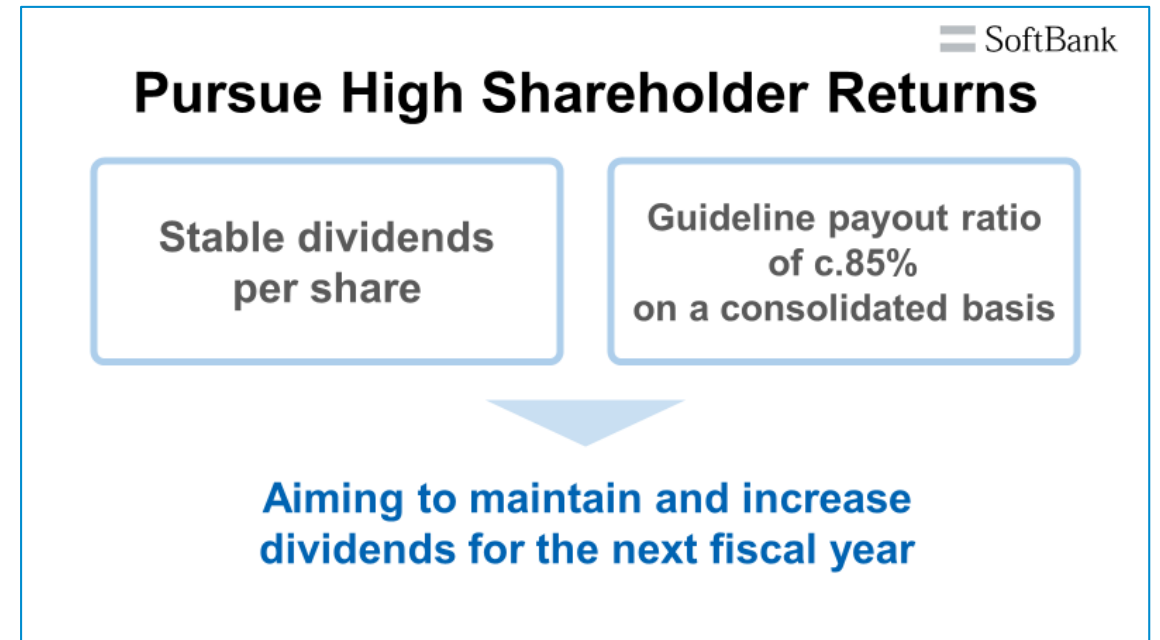 SoftBank
Pursue High Shareholder Returns
Stable dividends
per share
Guideline payout ratio
of c.85%
on a consolidated basis
Aiming to maintain and increase
dividends for the next fiscal year